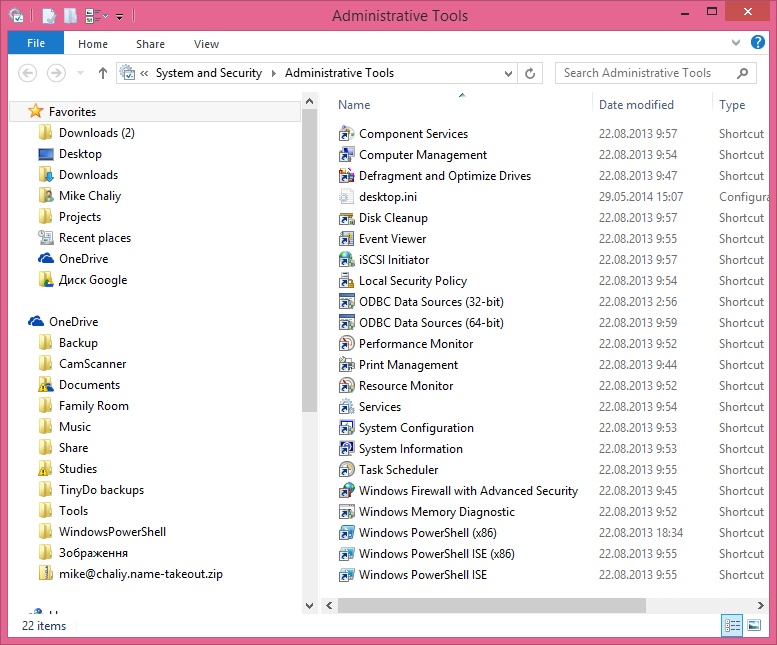 Administrative Tools
File Home Share View
« System and Security Administrative Tools Search Administrative Tools
Favorites
Downloads (2)
Desktop
Downloads
Mike Chaliy
Projects
Recent places
OneDrive
Диск Google
OneDrive
Backup
CamScanner
Documents
Family Room
Music
Share
Studies
TinyDo backups
Tools
WindowsPowerShell
Зображення
mike@chaliy.name-takeout.zip
Name Date modified Type
Component Services 22.08.2013 9:57 Shortcut
Computer Management 22.08.2013 9:54 Shortcut
Defragment and Optimize Drives 22.08.2013 9:47 Shortcut
desktop.ini 29.05.2014 15:07 Configura
Disk Cleanup 22.08.2013 9:57 Shortcut
Event Viewer 22.08.2013 9:55 Shortcut
iSCSI Initiator 22.08.2013 9:57 Shortcut
Local Security Policy 22.08.2013 9:54 Shortcut
ODBC Data Sources (32-bit) 22.08.2013 2:56 Shortcut
ODBC Data Sources (64-bit) 22.08.2013 9:59 Shortcut
Performance Monitor 22.08.2013 9:52 Shortcut
Print Management 22.08.2013 9:44 Shortcut
Resource Monitor 22.08.2013 9:52 Shortcut
Services 22.08.2013 9:54 Shortcut
System Configuration 22.08.2013 9:53 Shortcut
System Information 22.08.2013 9:53 Shortcut
Task Scheduler 22.08.2013 9:55 Shortcut
Windows Firewall with Advanced Security 22.08.2013 9:45 Shortcut
Windows Memory Diagnostic 22.08.2013 9:52 Shortcut
Windows PowerShell (x86) 22.08.2013 18:34 Shortcut
Windows PowerShell ISE (x86) 22.08.2013 9:55 Shortcut
Windows PowerShell ISE 22.08.2013 9:55 Shortcut
22 items